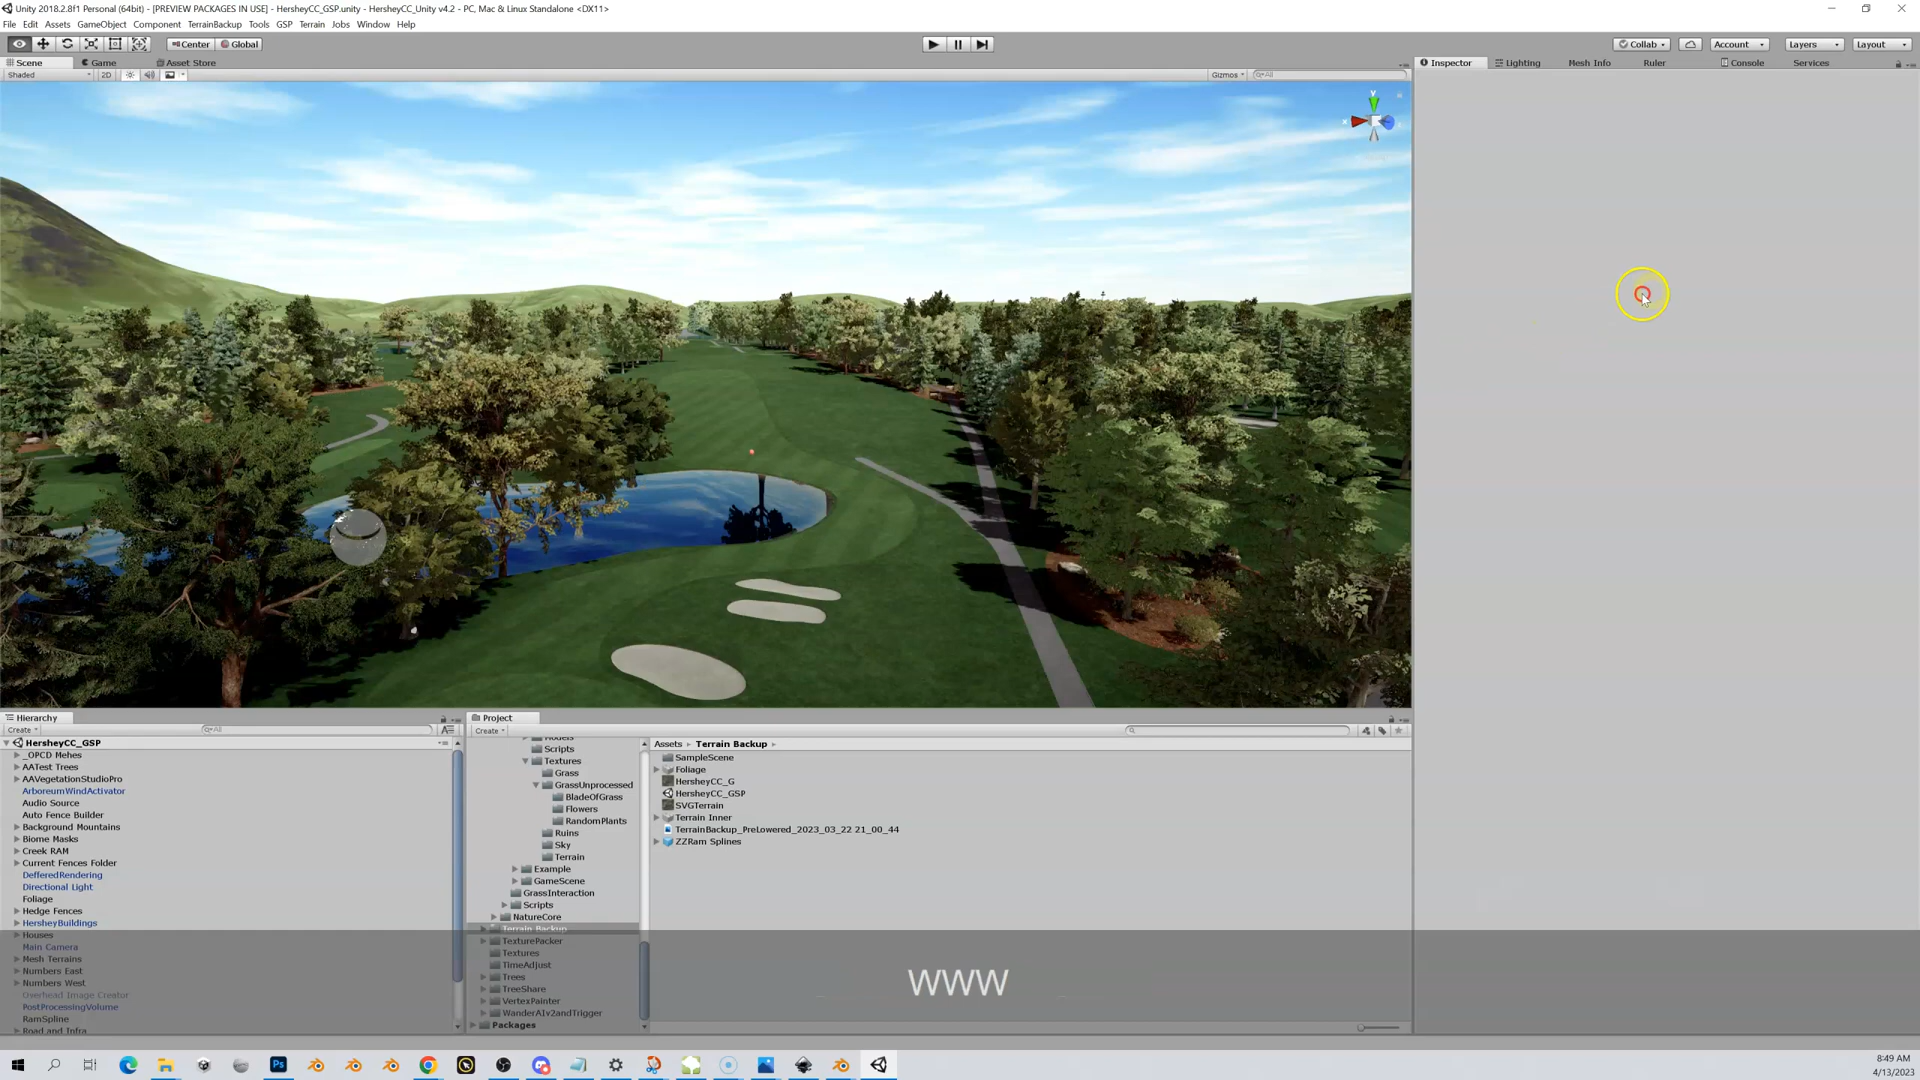 Unity 2018.2.8f1 Personal (64bit) - [PREVIEW PACKAGES IN USE] - HersheyCC_GSP.unity - HersheyCC_Unity v4.2 - PC, Mac & Linux Standalone <DX11>
File Edit Assets GameObject Component TerrainBackup Tools GSP Terrain Jobs Window Help
Center Global Collab Account Layers Layout
Scene Game Asset Store Inspector Lighting Mesh Info Ruler Console Services
Shaded 2D Gizmos All
y
x
Hierarchy
Create All
HersheyCC_GSP
_OPCD Mehes
AATest Trees
AAVegetationStudioPro
ArboreumWindActivator
Audio Source
Auto Fence Builder
Background Mountains
Biome Masks
Creek RAM
Current Fences Folder
DefferedRendering
Directional Light
Foliage
Hedge Fences
HersheyBuildings
Houses
Main Camera
Mesh Terrains
Numbers East
Numbers West
Overhead Image Creator
PostProcessingVolume
RamSpline
Road and Infra
Project
Create
Models
Scripts
Textures
Grass
GrassUnprocessed
BladeOfGrass
Flowers
RandomPlants
Ruins
Sky
Terrain
Example
GameScene
GrassInteraction
Scripts
NatureCore
Terrain Backup
TexturePacker
Textures
TimeAdjust
Trees
TreeShare
VertexPainter
WanderAIv2andTrigger
Packages
Assets Terrain Backup
SampleScene
Foliage
HersheyCC_G
HersheyCC_GSP
SVGTerrain
Terrain Inner
TerrainBackup_PreLowered_2023_03_22 21_00_44
ZZRam Splines
WWW
Ps
8:49 AM
4/13/2023